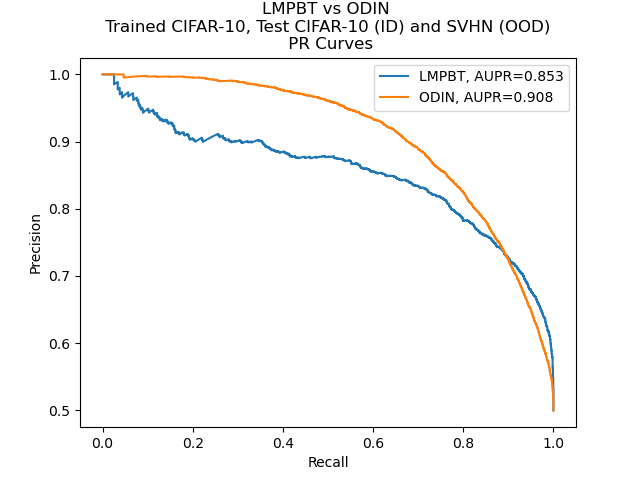 LMPBT vs ODIN
Trained CIFAR-10, Test CIFAR-10 (ID) and SVHN (OOD)
PR Curves
LMPBT, AUPR=0.853
ODIN, AUPR=0.908
Precision
1.0
0.9
0.8
0.7
0.6
0.5
0.0 0.2 0.4 0.6 0.8 1.0
Recall